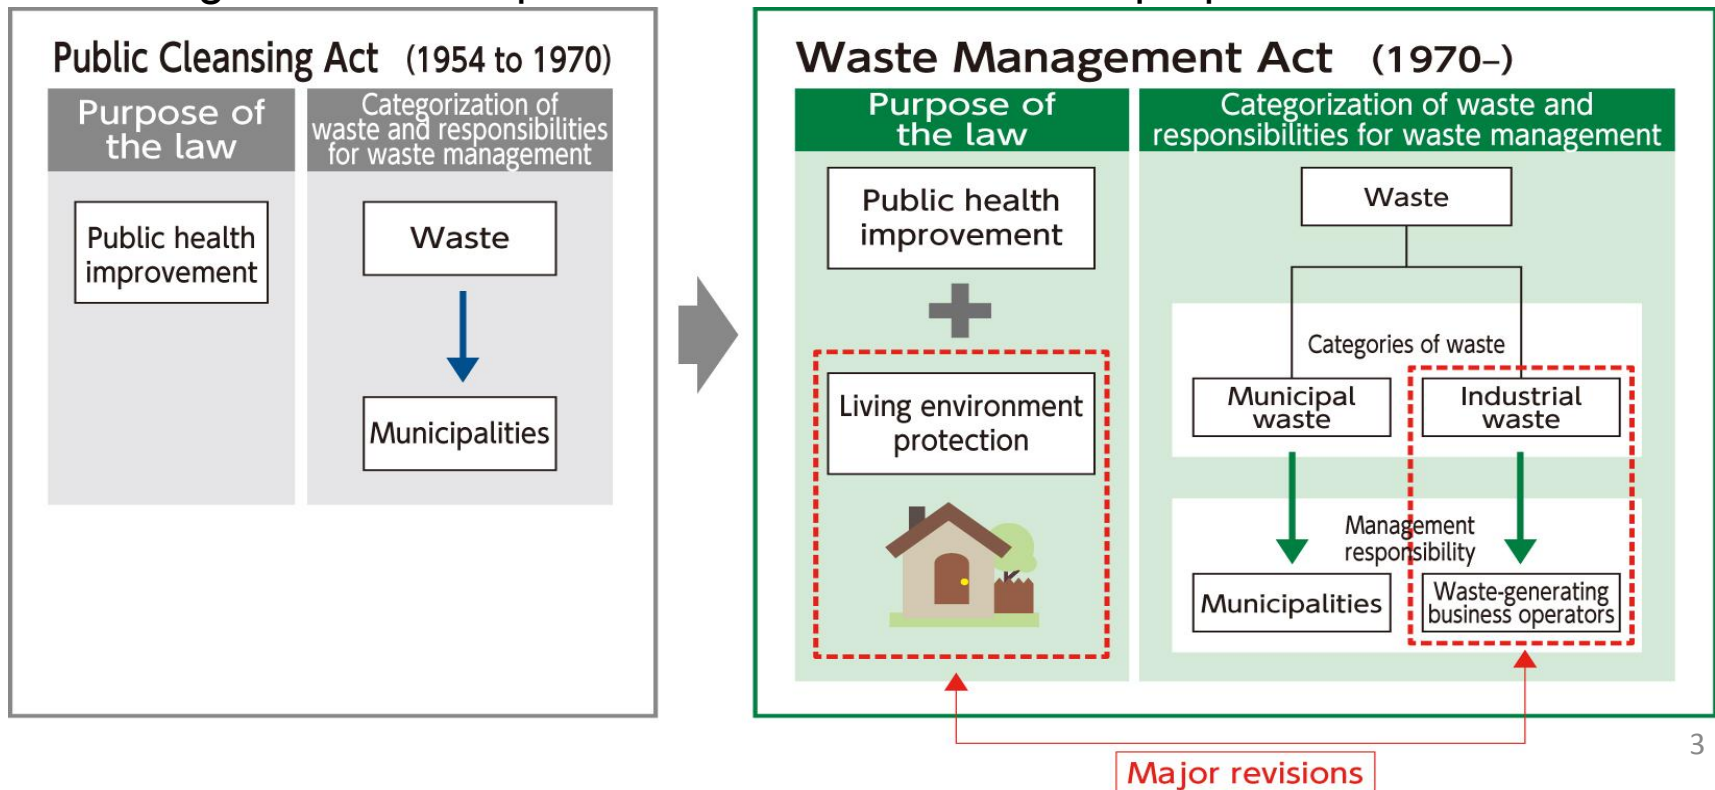 Public Cleansing Act (1954 to 1970)
Purpose of
the law
Categorization of
waste and responsibilities
for waste management
Public health
improvement
Waste
Municipalities
Waste Management Act (1970–)
Purpose of
the law
Categorization of waste and
responsibilities for waste management
Public health
improvement
Living environment
protection
Waste
Categories of waste
Municipal
waste
Industrial
waste
Management
responsibility
Municipalities
Waste-generating
business operators
Major revisions
3